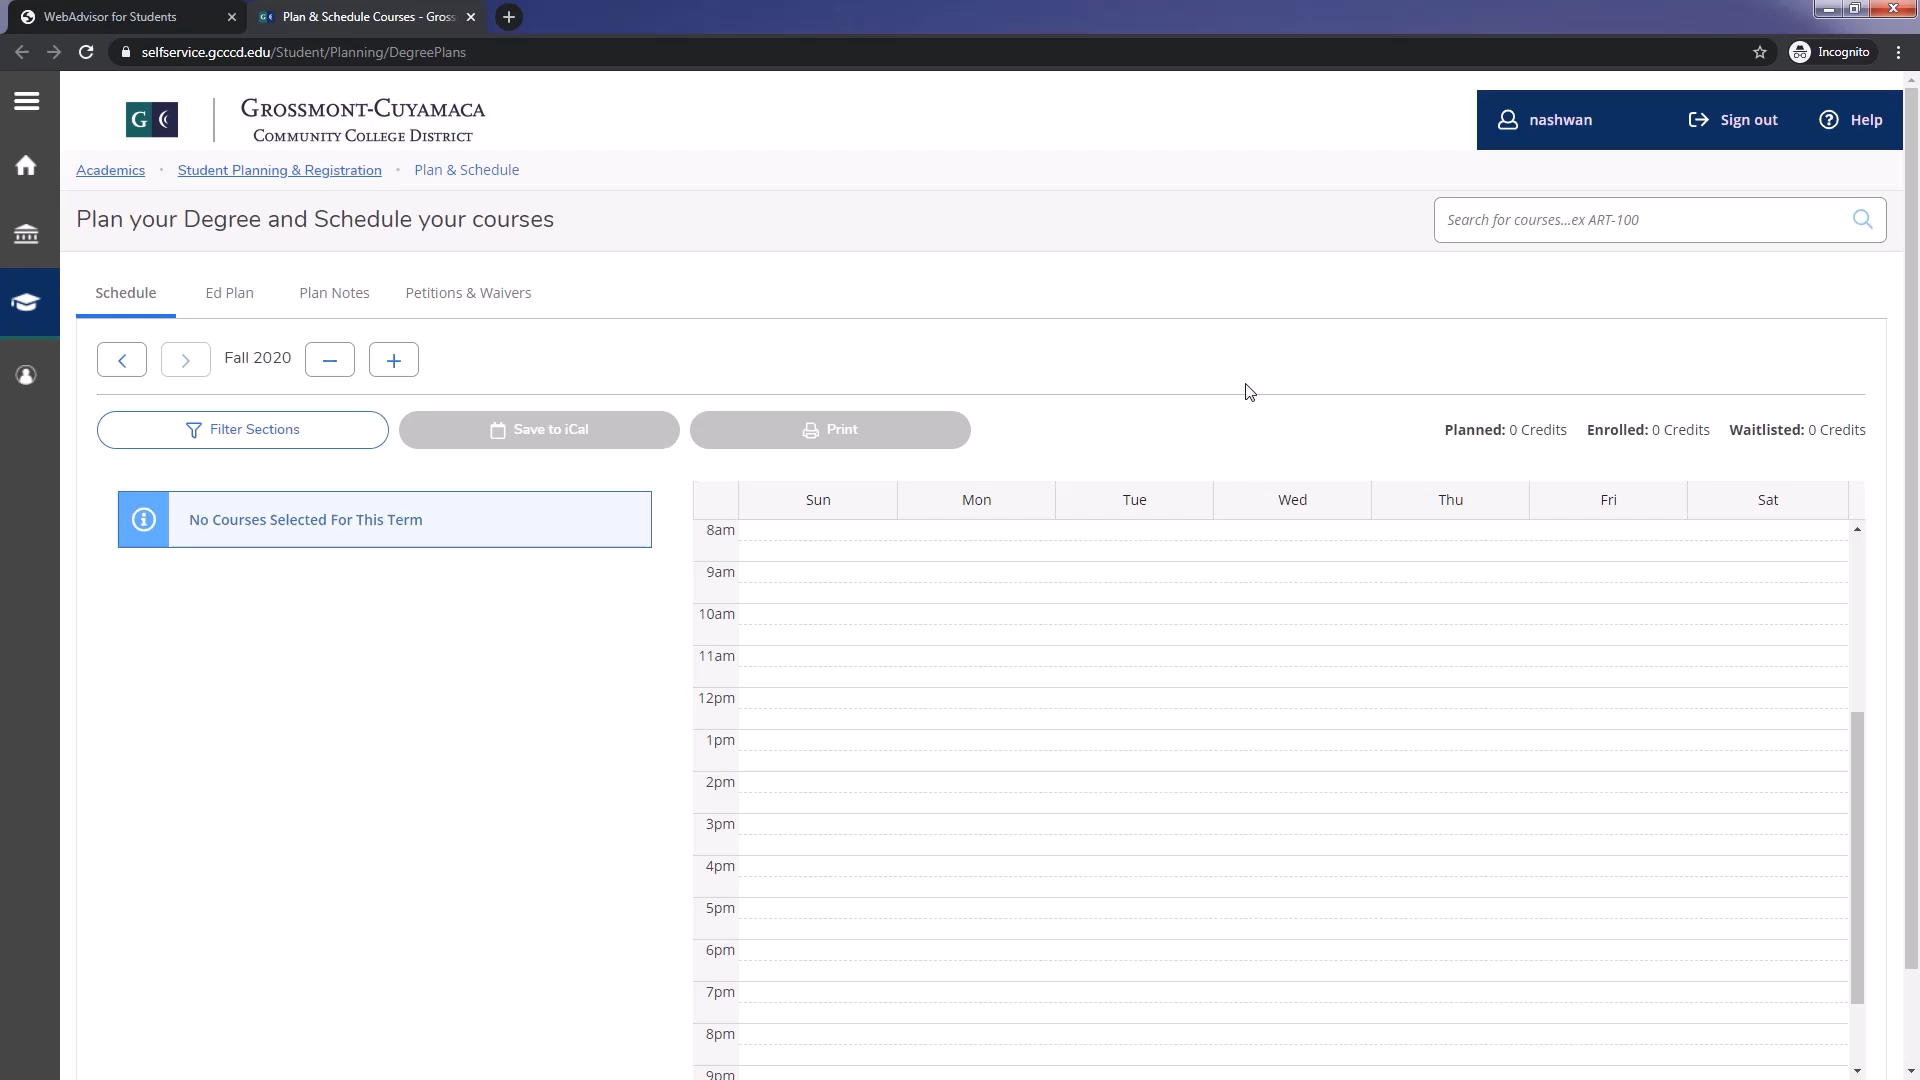 WebAdvisor for Students
Plan & Schedule Courses - Gross
selfservice.gcccd.edu/Student/Planning/DegreePlans
Incognito
G C
GROSSMONT-CUYAMACA
COMMUNITY COLLEGE DISTRICT
nashwan
Sign out
Help
Academics
Student Planning & Registration
Plan & Schedule
Plan your Degree and Schedule your courses
Search for courses...ex ART-100
Schedule
Ed Plan
Plan Notes
Petitions & Waivers
Fall 2020
Filter Sections
Save to iCal
Print
Planned: 0 Credits
Enrolled: 0 Credits
Waitlisted: 0 Credits
No Courses Selected For This Term
Sun
Mon
Tue
Wed
Thu
Fri
Sat
8am
9am
10am
11am
12pm
1pm
2pm
3pm
4pm
5pm
6pm
7pm
8pm
9pm